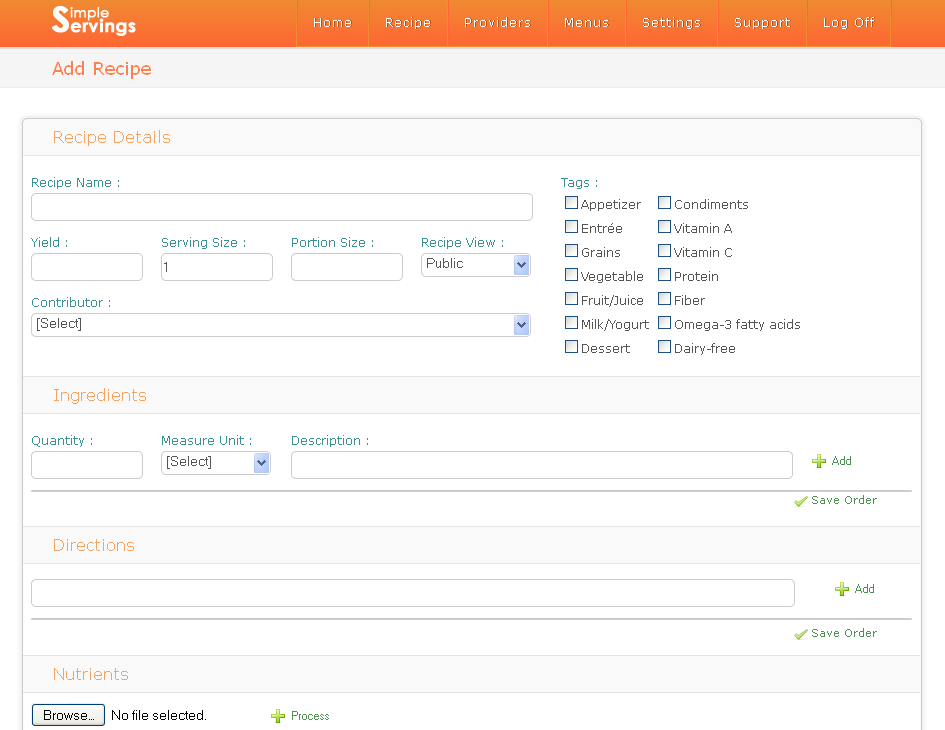 Simple
Servings
Home Recipe Providers Menus Settings Support Log Off
Add Recipe
Recipe Details
Recipe Name :
Yield : Serving Size : Portion Size : Recipe View :
1 Public
Contributor :
[Select]
Tags :
Appetizer Condiments
Entrée Vitamin A
Grains Vitamin C
Vegetable Protein
Fruit/Juice Fiber
Milk/Yogurt Omega-3 fatty acids
Dessert Dairy-free
Ingredients
Quantity : Measure Unit : Description :
[Select] Add
Save Order
Directions
Add
Save Order
Nutrients
Browse... No file selected. Process